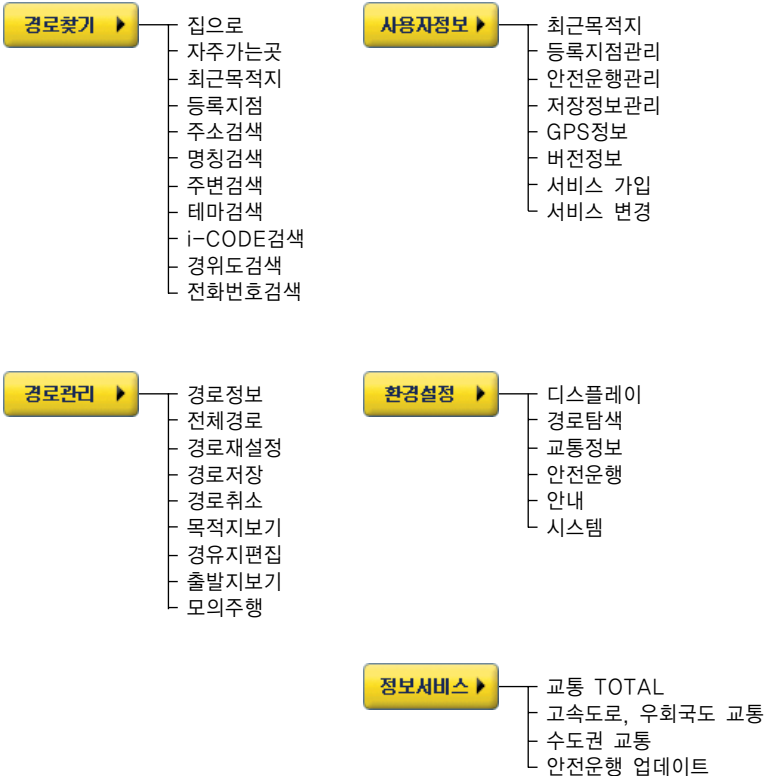 경로찾기
집으로
자주가는곳
최근목적지
등록지점
주소검색
명칭검색
주변검색
테마검색
i-CODE검색
경위도검색
전화번호검색
사용자정보
최근목적지
등록지점관리
안전운행관리
저장정보관리
GPS정보
버전정보
서비스 가입
서비스 변경
경로관리
경로정보
전체경로
경로재설정
경로저장
경로취소
목적지보기
경유지편집
출발지보기
모의주행
환경설정
디스플레이
경로탐색
교통정보
안전운행
안내
시스템
정보서비스
교통 TOTAL
고속도로, 우회국도 교통
수도권 교통
안전운행 업데이트